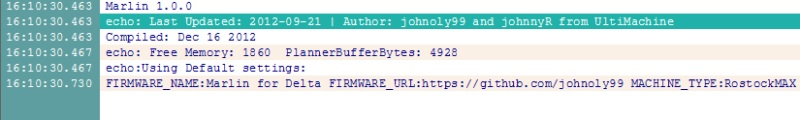 16:10:30.463 Marlin 1.0.0
16:10:30.463 echo: Last Updated: 2012-09-21 | Author: johnoly99 and johnnyR from UltiMachine
16:10:30.463 Compiled: Dec 16 2012
16:10:30.467 echo: Free Memory: 1860  PlannerBufferBytes: 4928
16:10:30.467 echo:Using Default settings:
16:10:30.730 FIRMWARE_NAME:Marlin for Delta FIRMWARE_URL:https://github.com/johnoly99 MACHINE_TYPE:RostockMAX